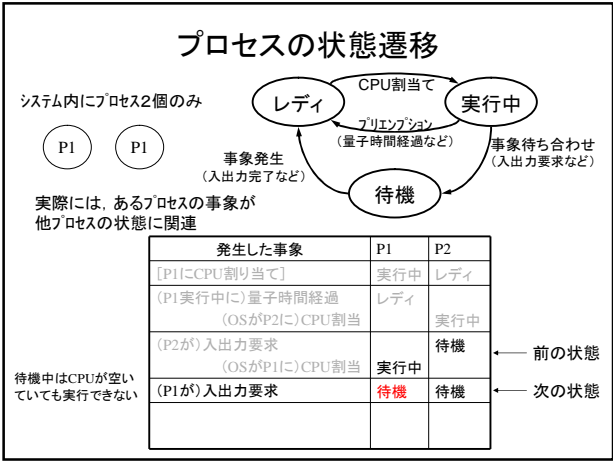 プロセスの状態遷移
システム内にプロセス2個のみ
P1
P1
レディ
CPU割当て
実行中
プリエンプション
(量子時間経過など)
事象待ち合わせ
(入出力要求など)
事象発生
(入出力完了など)
待機
実際には，あるプロセスの事象が
他プロセスの状態に関連
発生した事象 P1 P2
[P1にCPU割り当て] 実行中 レディ
(P1実行中に)量子時間経過 レディ
(OSがP2に)CPU割当 実行中
(P2が)入出力要求 待機
(OSがP1に)CPU割当 実行中
前の状態
待機中はCPUが空い
ていても実行できない
(P1が)入出力要求 待機 待機
次の状態